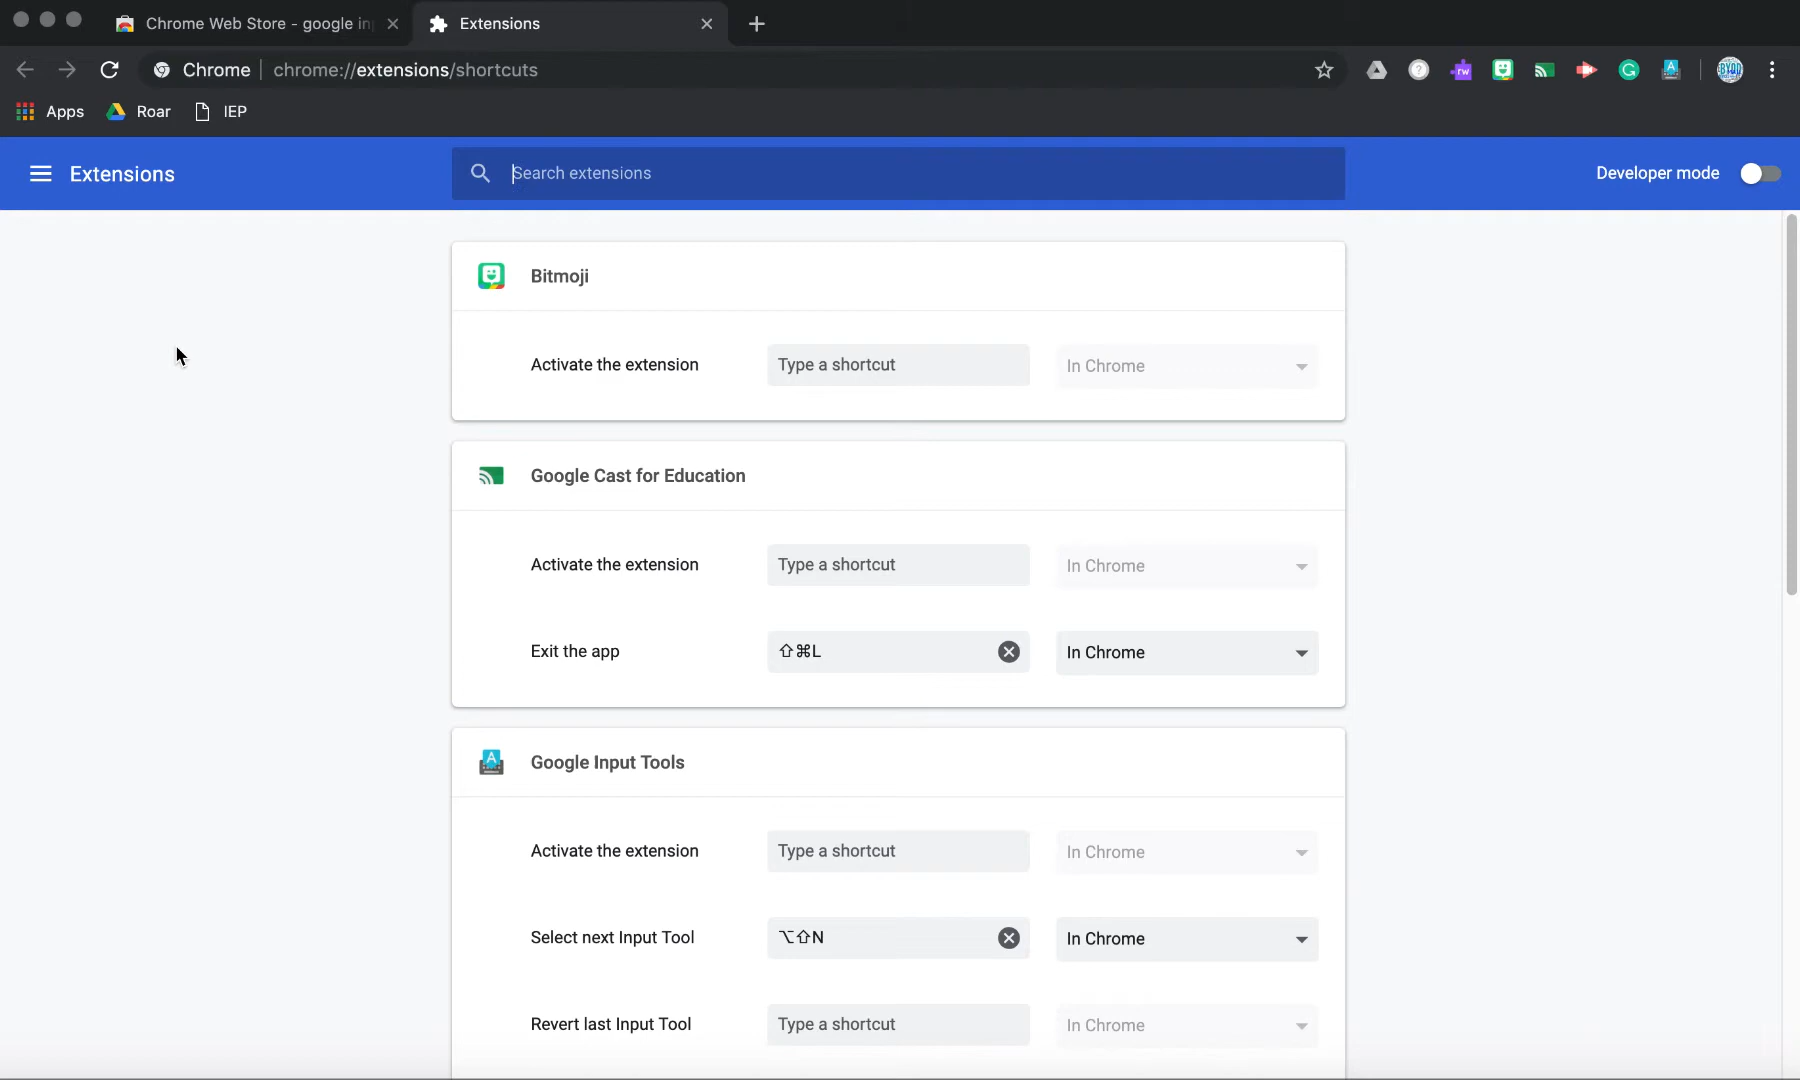 Chrome Web Store - google in
Extensions
Chrome
chrome://extensions/shortcuts
rw
Apps
Roar
IEP
Extensions
Search extensions
Developer mode
Bitmoji
Activate the extension
Type a shortcut
In Chrome
Google Cast for Education
Activate the extension
Type a shortcut
In Chrome
Exit the app
⇧⌘L
In Chrome
Google Input Tools
Activate the extension
Type a shortcut
In Chrome
Select next Input Tool
⌥⇧N
In Chrome
Revert last Input Tool
Type a shortcut
In Chrome